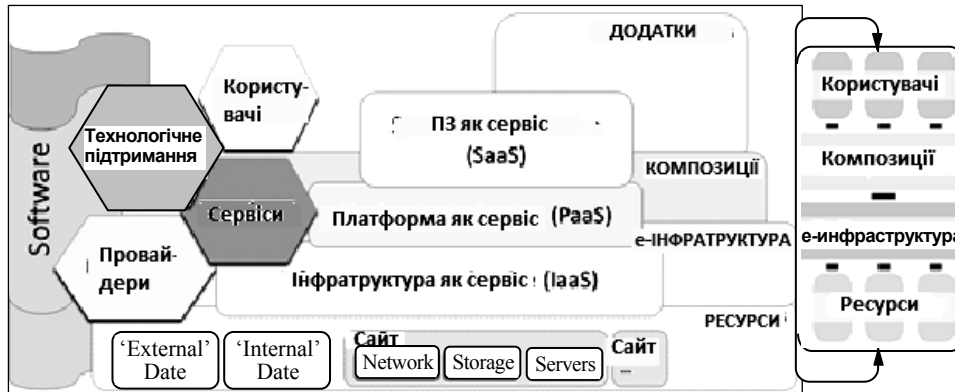 Software
Технологічне
підтримання
Користу-
вачі
Сервіси
Провай-
дери
ДОДАТКИ
ПЗ як сервіс
(SaaS)
КОМПОЗИЦІЇ
Платформа як сервіс (PaaS)
е-ІНФРАТРУКТУРА
Інфратруктура як сервіс (IaaS)
РЕСУРСИ
‘External’
Date
‘Internal’
Date
Сайт
Network
Storage
Servers
Сайт
Користувачі
Композиції
е-инфраструктура
Ресурси